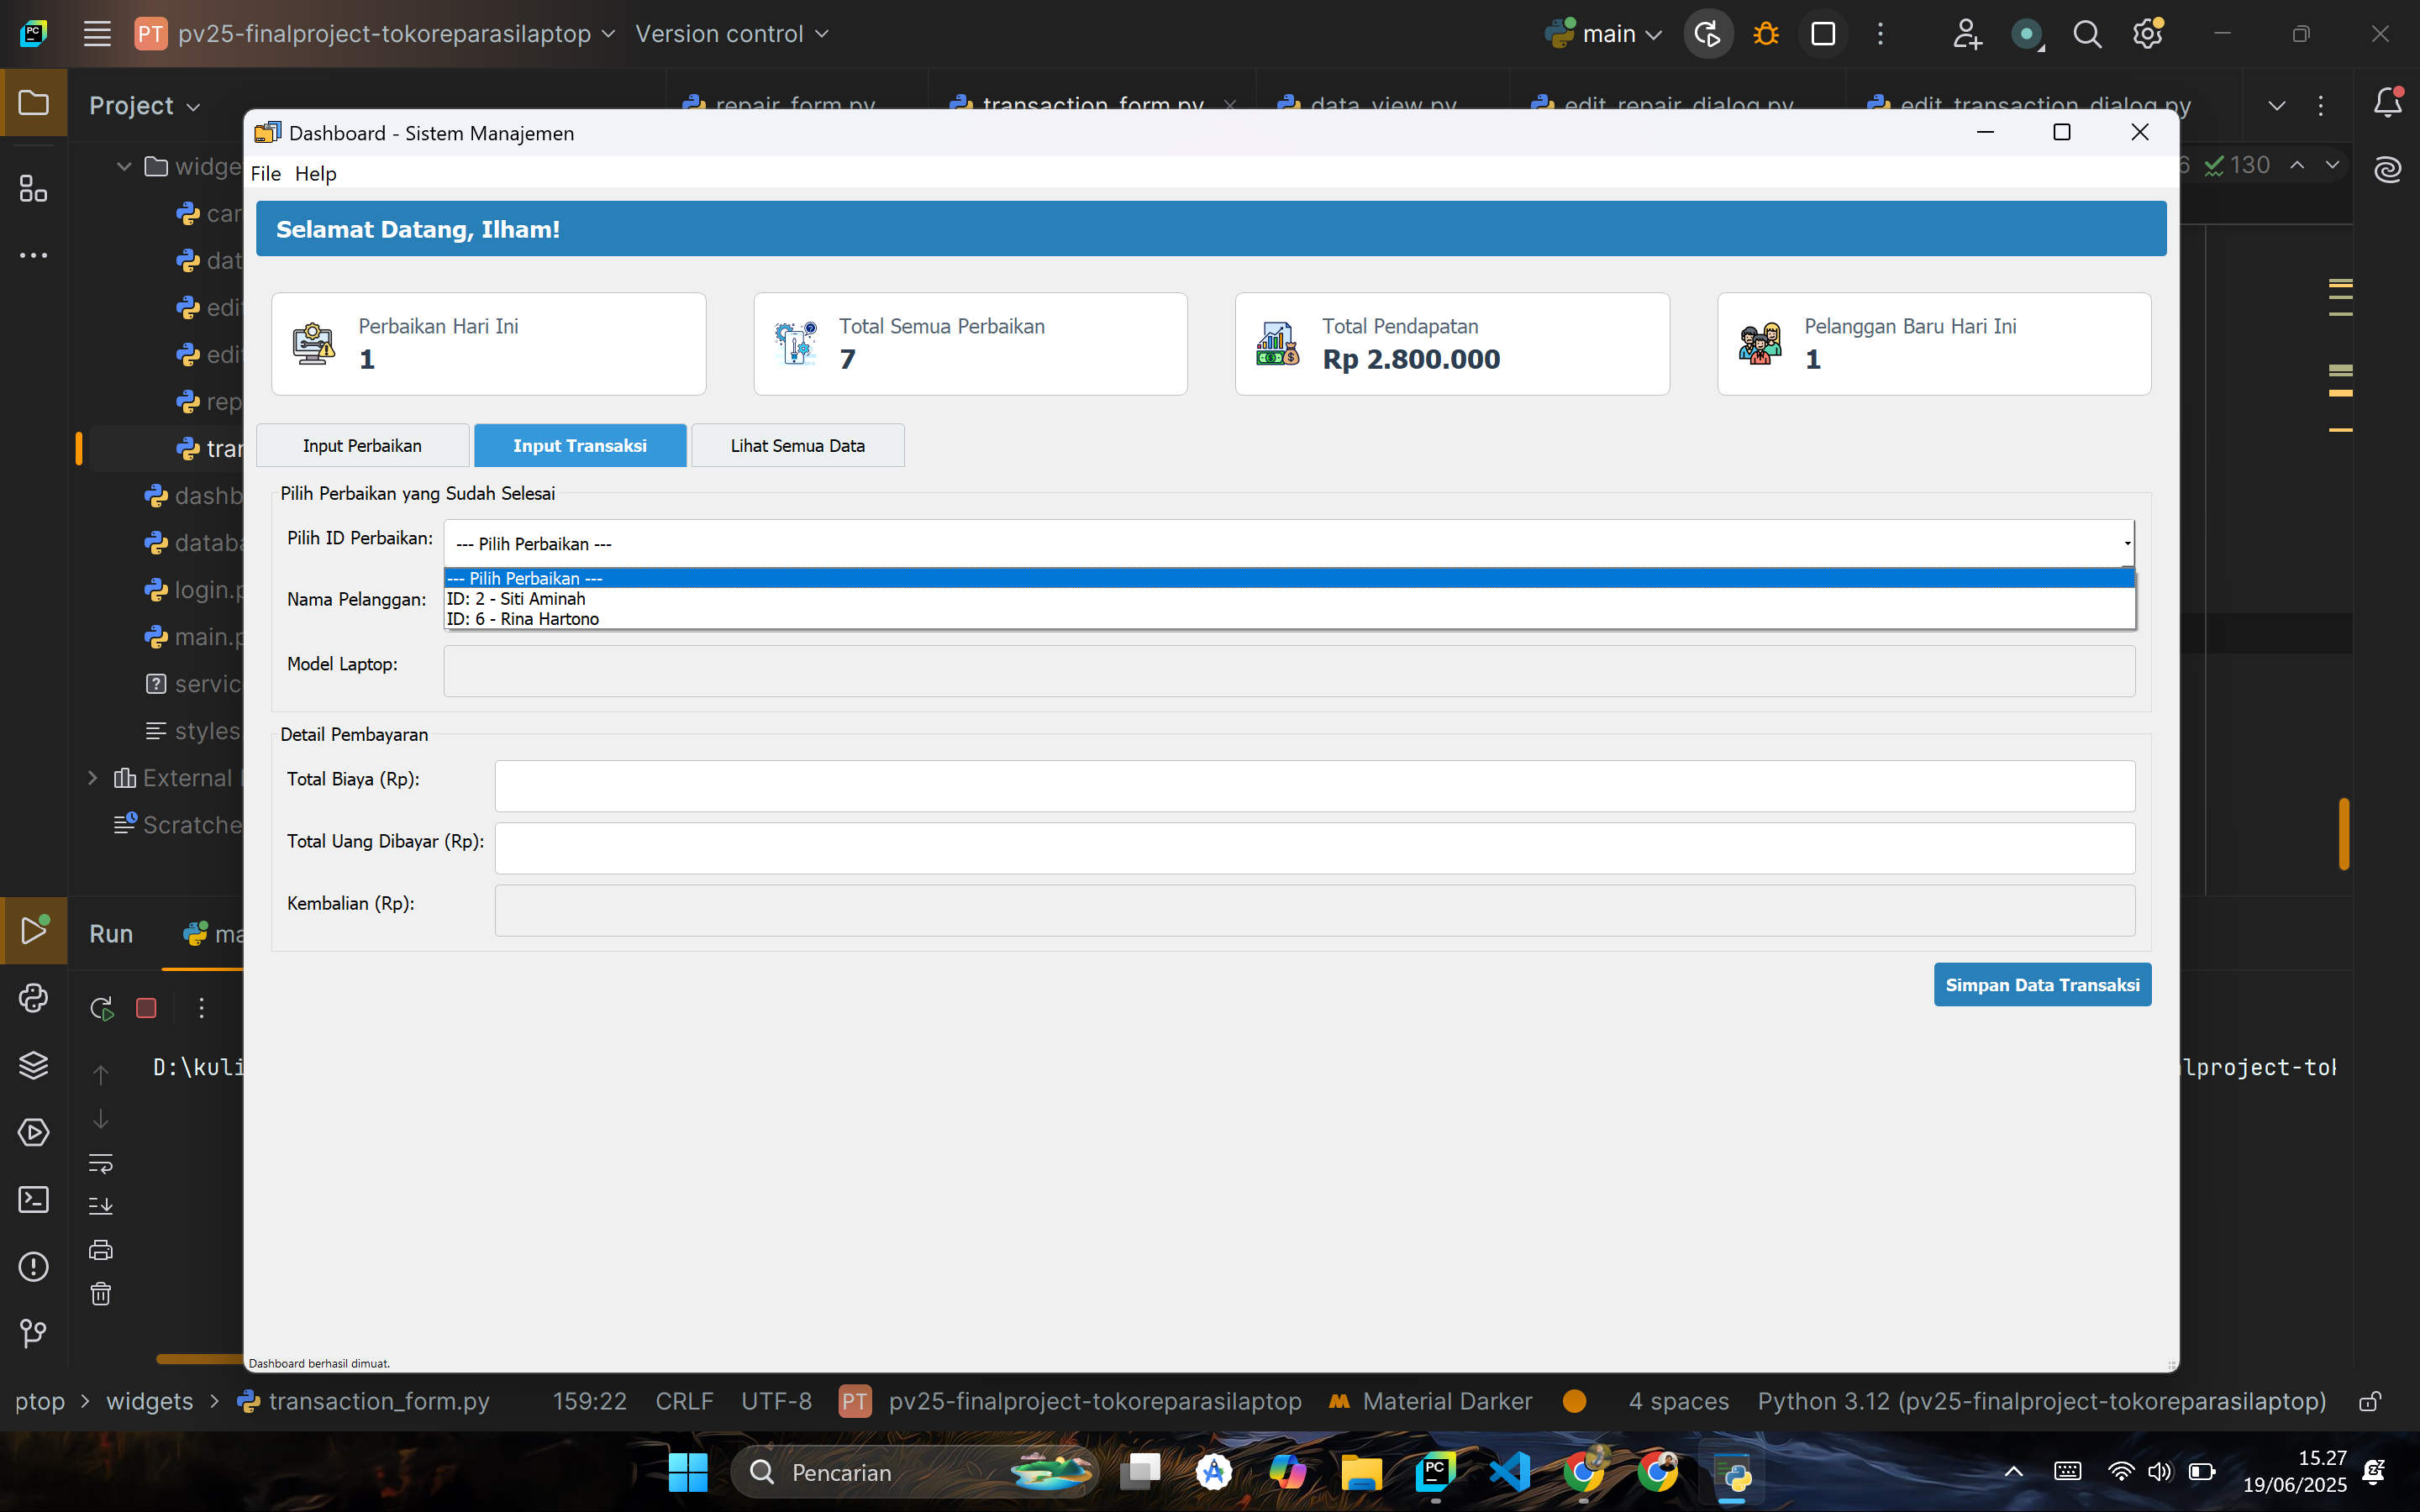 PT pv25-finalproject-tokoreparasilaptop Version control main
Project
repair_form.py transaction_form.py data_view.py edit_repair_dialog.py edit_transaction_dialog.py
130
widge
car
dat
edit
edit
rep
tran
dashb
databa
login.p
main.p
servic
styles
External
Scratche
Dashboard - Sistem Manajemen
File Help
Selamat Datang, Ilham!
Perbaikan Hari Ini
1
Total Semua Perbaikan
7
Total Pendapatan
Rp 2.800.000
Pelanggan Baru Hari Ini
1
Input Perbaikan Input Transaksi Lihat Semua Data
Pilih Perbaikan yang Sudah Selesai
Pilih ID Perbaikan: --- Pilih Perbaikan ---
--- Pilih Perbaikan ---
ID: 2 - Siti Aminah
ID: 6 - Rina Hartono
Nama Pelanggan:
Model Laptop:
Detail Pembayaran
Total Biaya (Rp):
Total Uang Dibayar (Rp):
Kembalian (Rp):
Simpan Data Transaksi
Dashboard berhasil dimuat.
Run ma
D:\kuli
lproject-tok
ptop > widgets > transaction_form.py 159:22 CRLF UTF-8 PT pv25-finalproject-tokoreparasilaptop Material Darker 4 spaces Python 3.12 (pv25-finalproject-tokoreparasilaptop)
Pencarian
15.27
19/06/2025